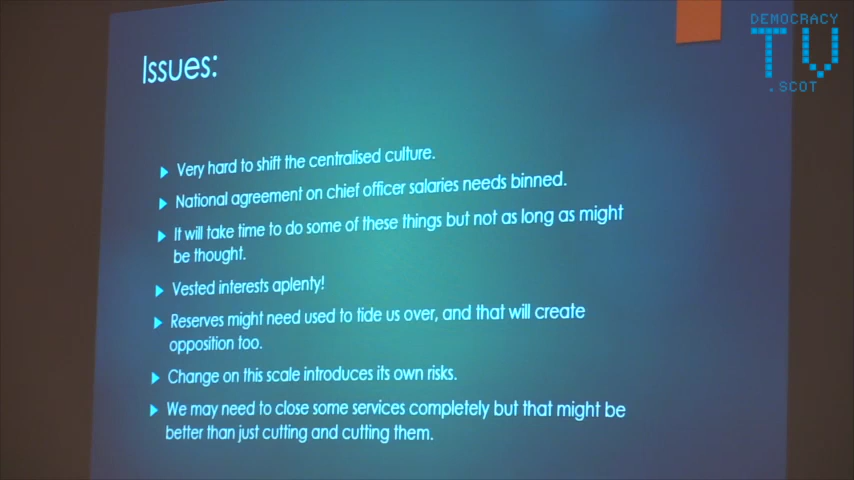 DEMOCRACY
TV
.SCOT
Issues:
Very hard to shift the centralised culture.
National agreement on chief officer salaries needs binned.
It will take time to do some of these things but not as long as might
be thought.
Vested interests aplenty!
Reserves might need used to tide us over, and that will create
opposition too.
Change on this scale introduces its own risks.
We may need to close some services completely but that might be
better than just cutting and cutting them.